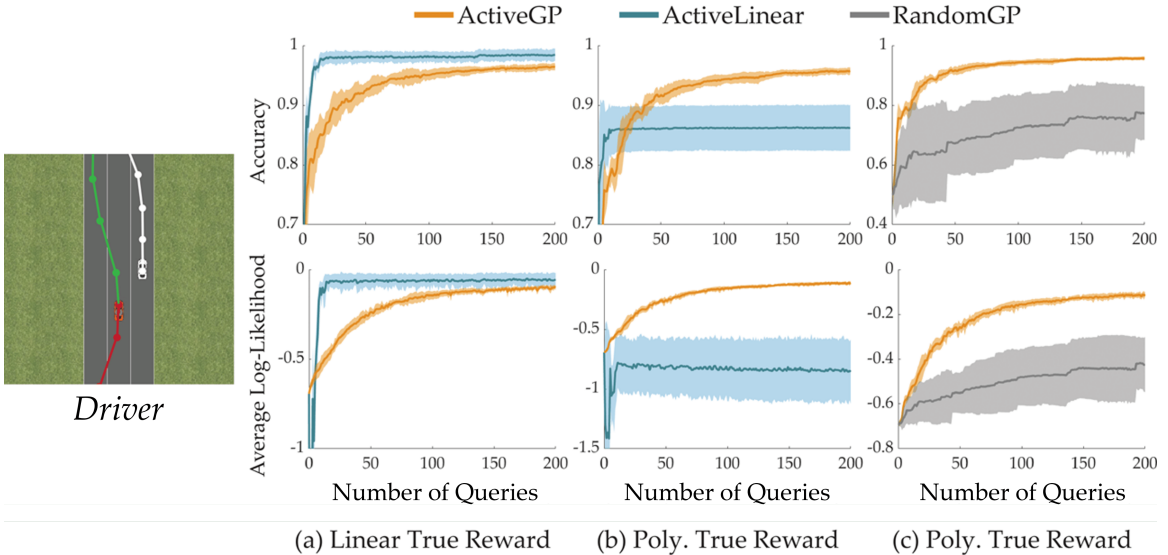 ActiveGP ActiveLinear RandomGP
Accuracy
1
0.9
0.8
0.7
0 50 100 150 200
1
0.9
0.8
0.7
0 50 100 150 200
1
0.8
0.6
0.4
0 50 100 150 200
Driver
Average Log-Likelihood
0
-0.5
-1
0 50 100 150 200
0
-0.5
-1
-1.5
0 50 100 150 200
0
-0.2
-0.4
-0.6
-0.8
0 50 100 150 200
Number of Queries Number of Queries Number of Queries
(a) Linear True Reward (b) Poly. True Reward (c) Poly. True Reward